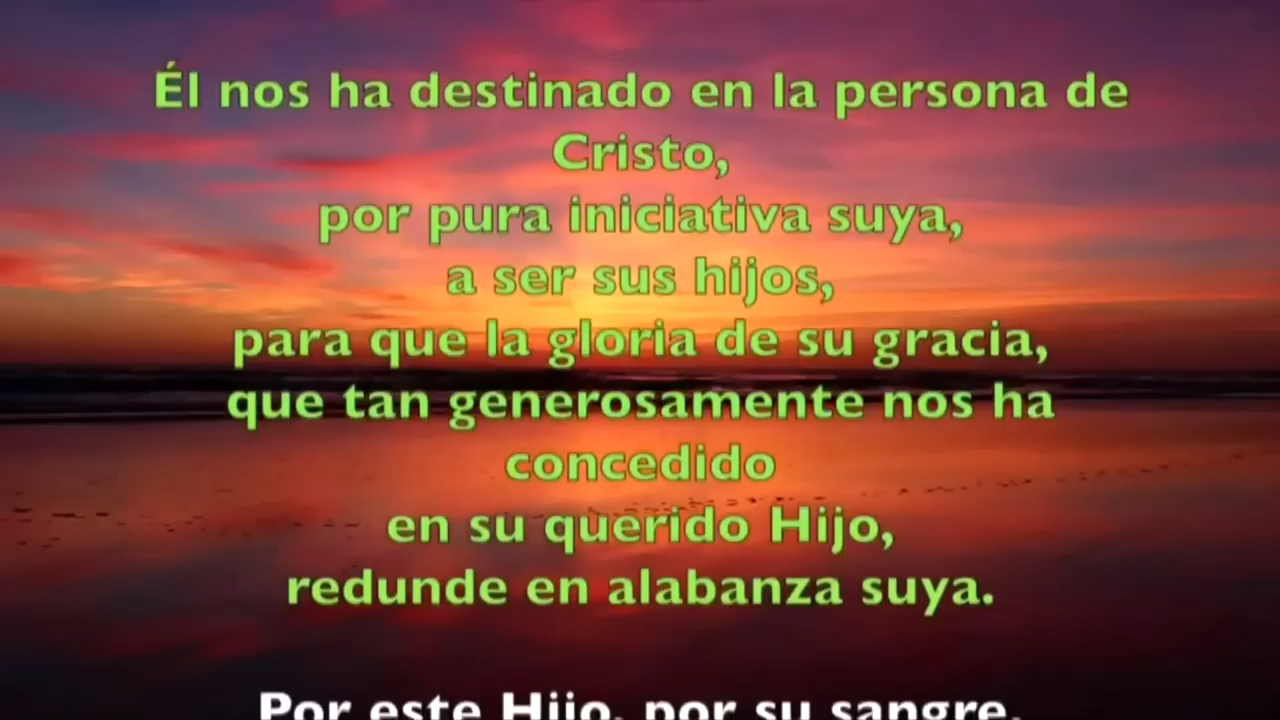 Él nos ha destinado en la persona de
Cristo,
por pura iniciativa suya,
a ser sus hijos,
para que la gloria de su gracia,
que tan generosamente nos ha
concedido
en su querido Hijo,
redunde en alabanza suya.
Por este Hijo, por su sangre,